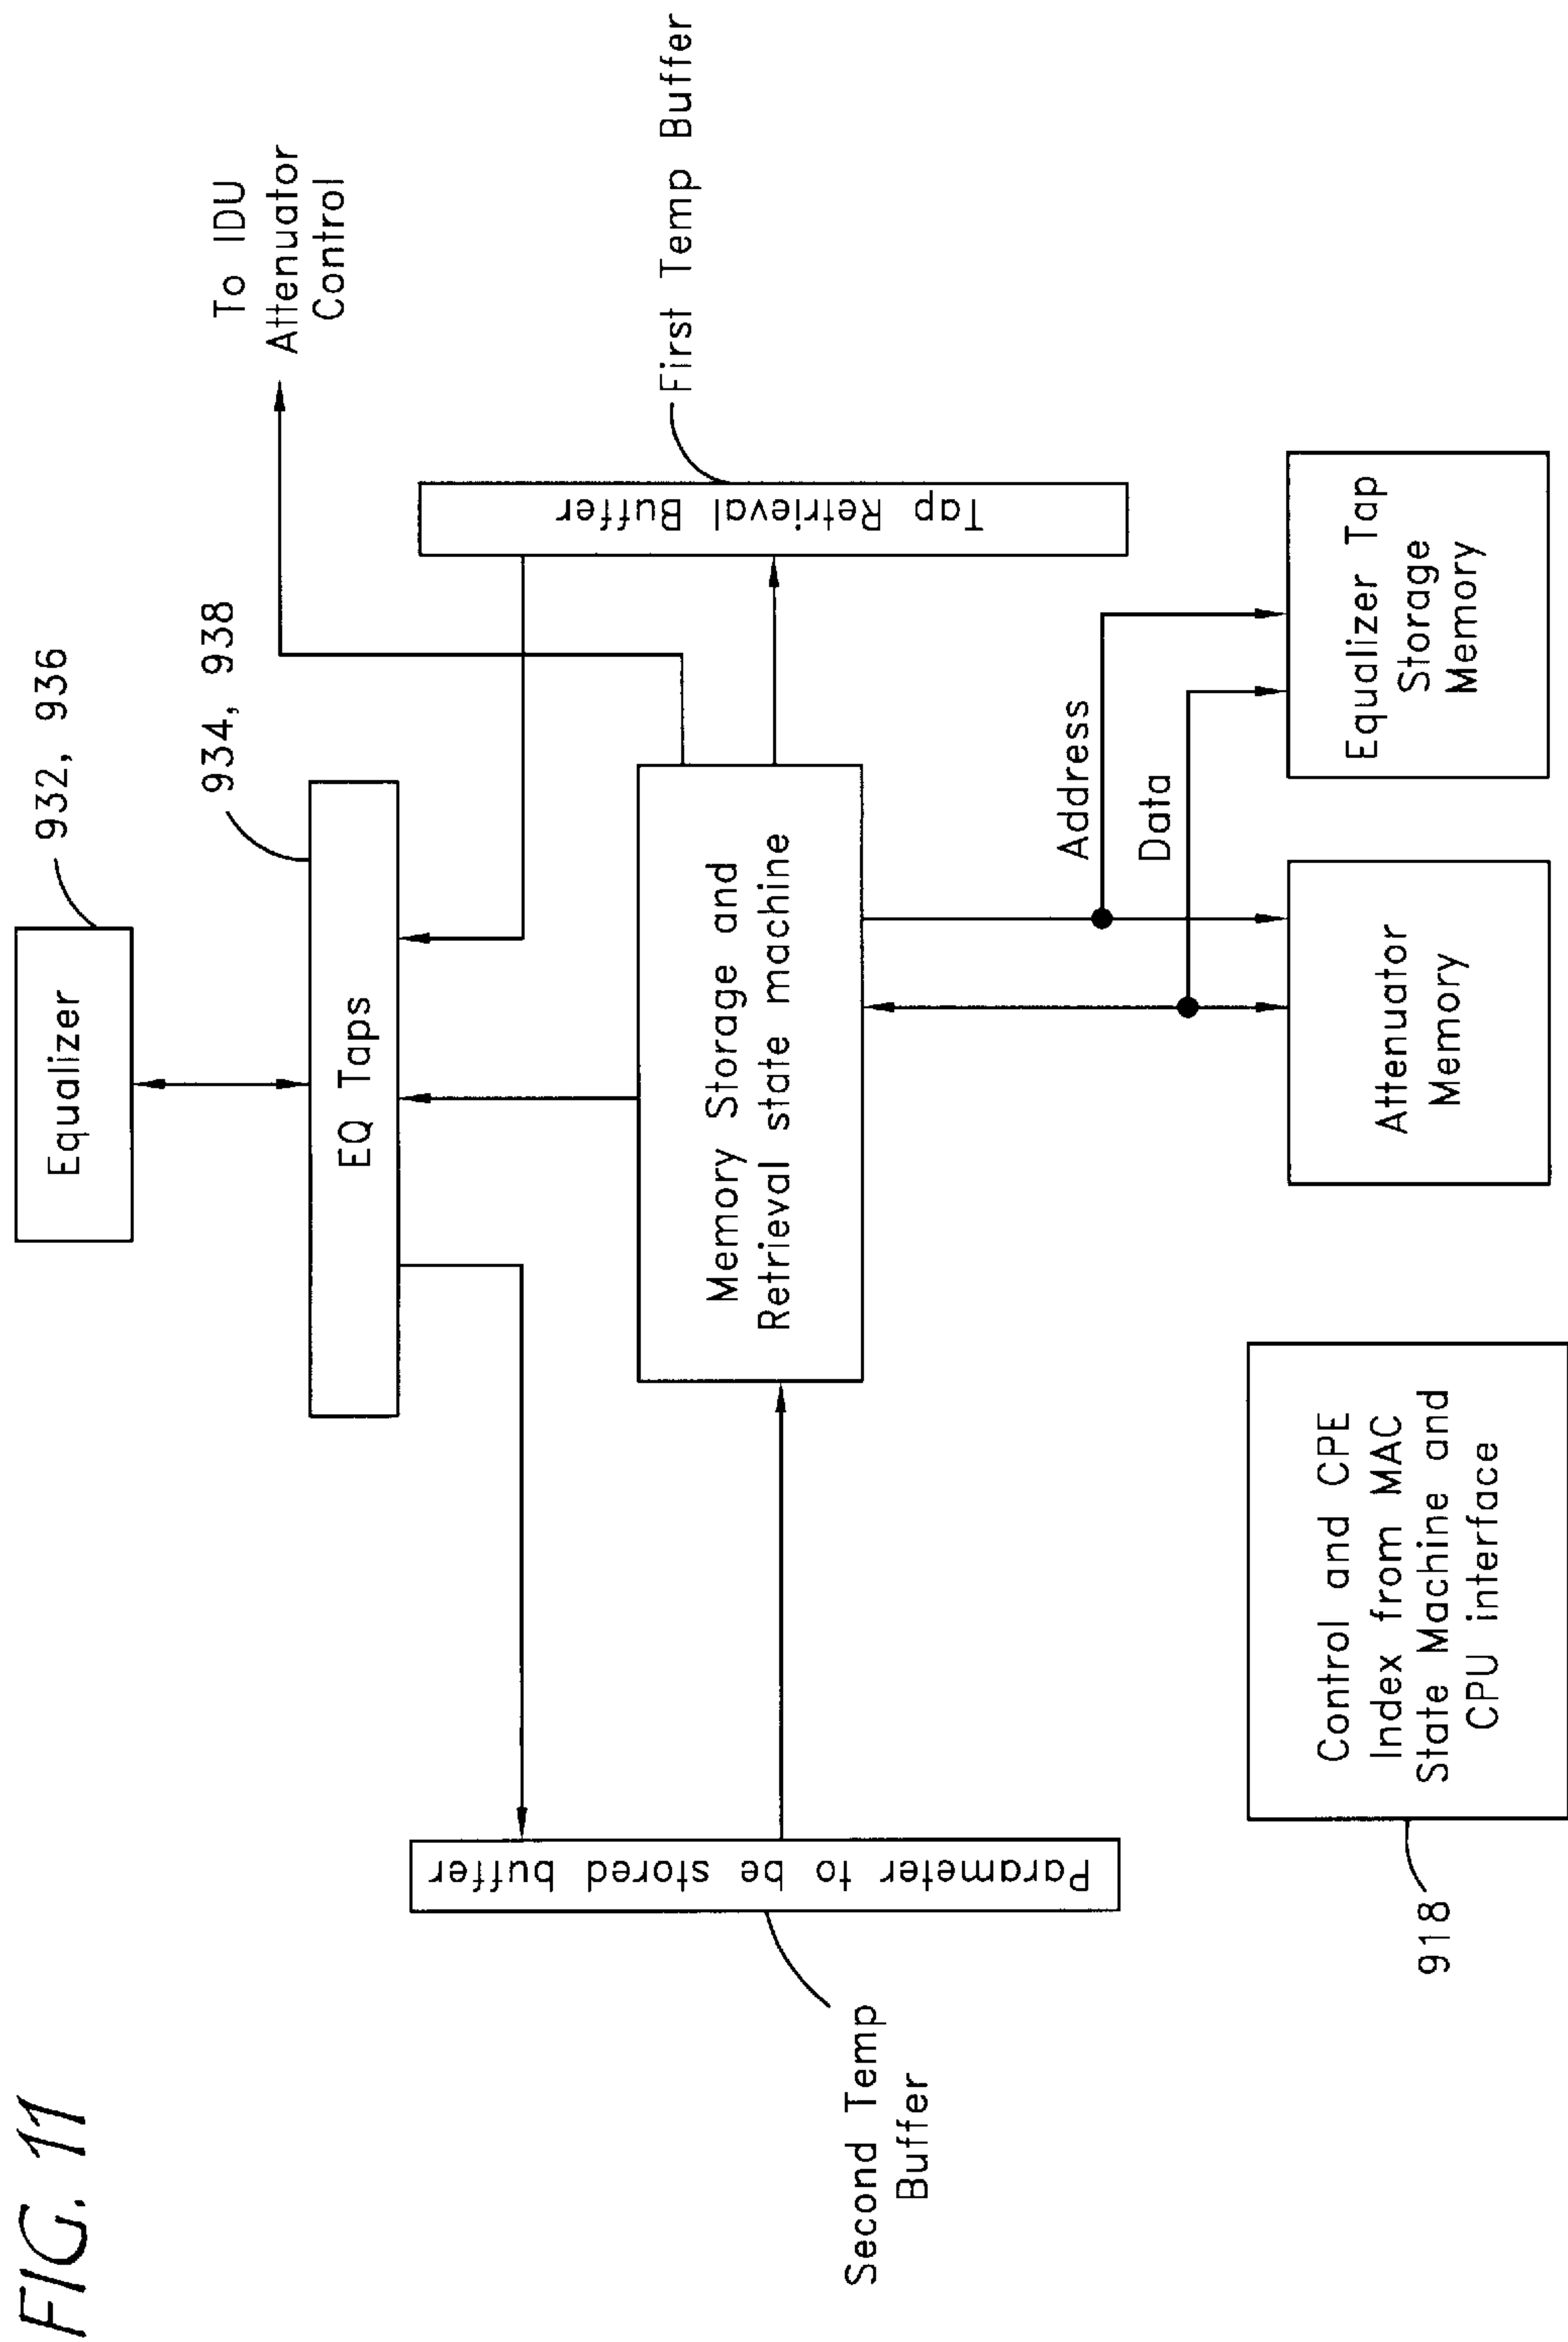 FIG. 11
Equalizer
932, 936
EQ Taps
934, 938
To IDU
Attenuator
Control
Second Temp
Buffer
Parameter to be stored buffer
Memory Storage and
Retrieval state machine
Tap Retrieval Buffer
First Temp Buffer
Address
Data
918
Control and CPE
Index from MAC
State Machine and
CPU interface
Attenuator
Memory
Equalizer Tap
Storage
Memory